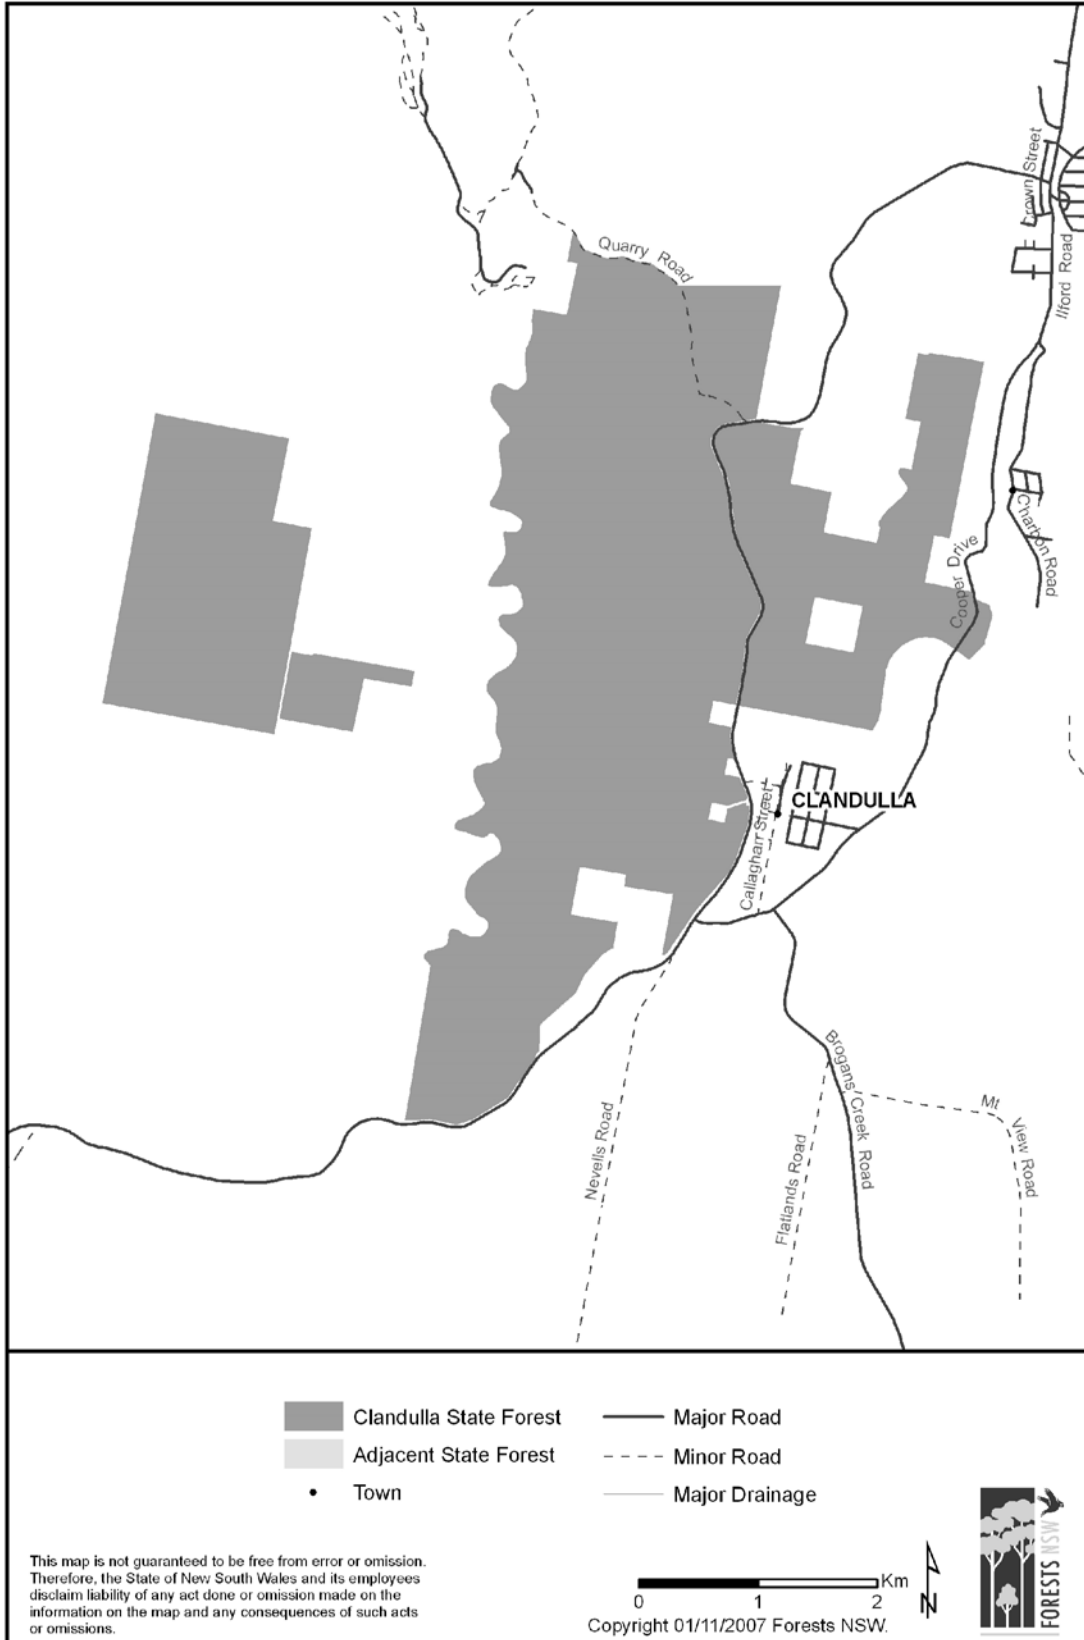 Quarry Road
Crown Street
Ilford Road
Charbon Road
Cooper Drive
CLANDULLA
Callaghan Street
Brogans Creek Road
Mt View Road
Nevells Road
Flatlands Road
Clandulla State Forest
Adjacent State Forest
Town
Major Road
Minor Road
Major Drainage
This map is not guaranteed to be free from error or omission.
Therefore, the State of New South Wales and its employees
disclaim liability of any act done or omission made on the
information on the map and any consequences of such acts
or omissions.
Km
0 1 2
Copyright 01/11/2007 Forests NSW.
N
FORESTS NSW